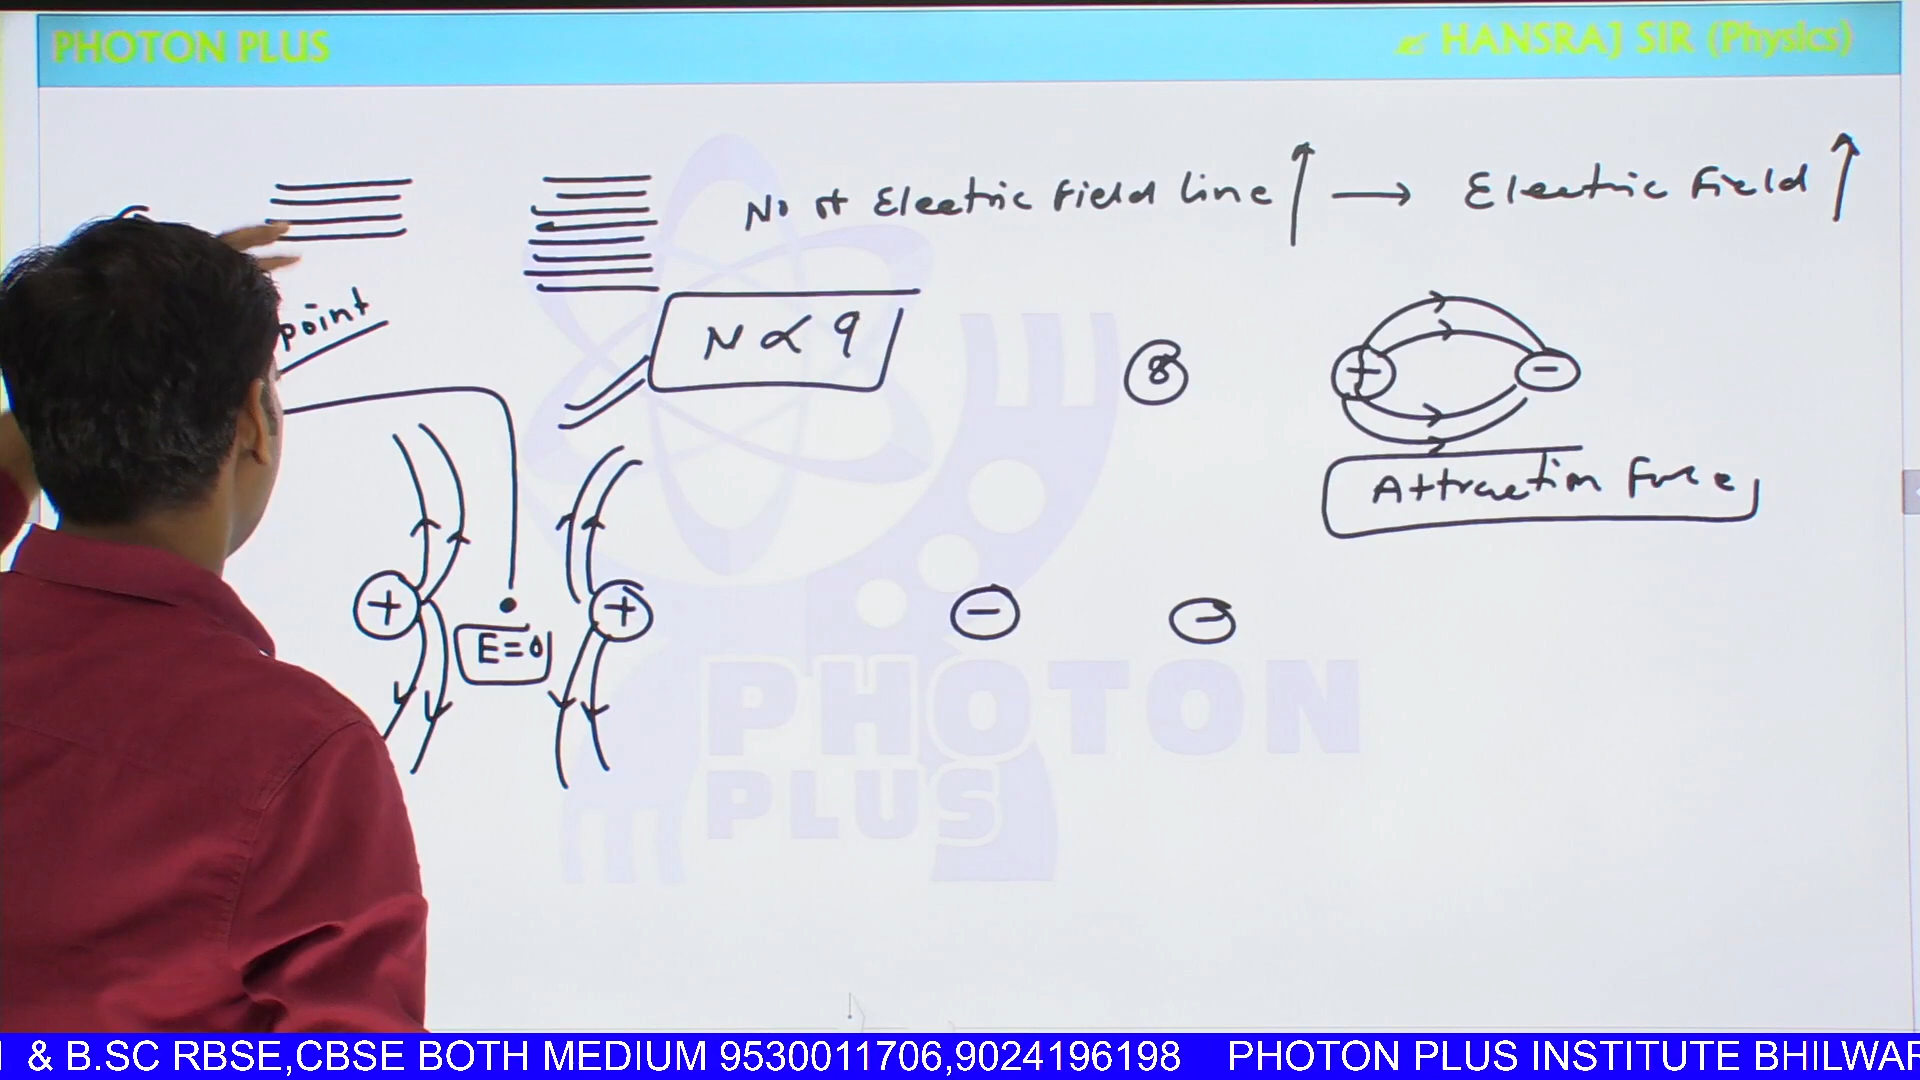 PHOTON PLUS
HANSRAJ SIR (Physics)
No of Electric Field Line ↑ → Electric Field ↑
point
N ∝ q
8
+ -
Attraction Force
+ +
E=0
- -
PHOTON
PLUS
& B.SC RBSE,CBSE BOTH MEDIUM 9530011706,9024196198 PHOTON PLUS INSTITUTE BHILWAR